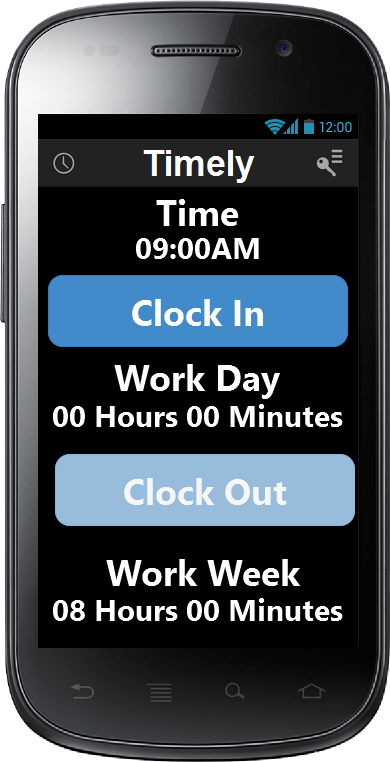 12:00
Timely
Time
09:00AM
Clock In
Work Day
00 Hours 00 Minutes
Clock Out
Work Week
08 Hours 00 Minutes